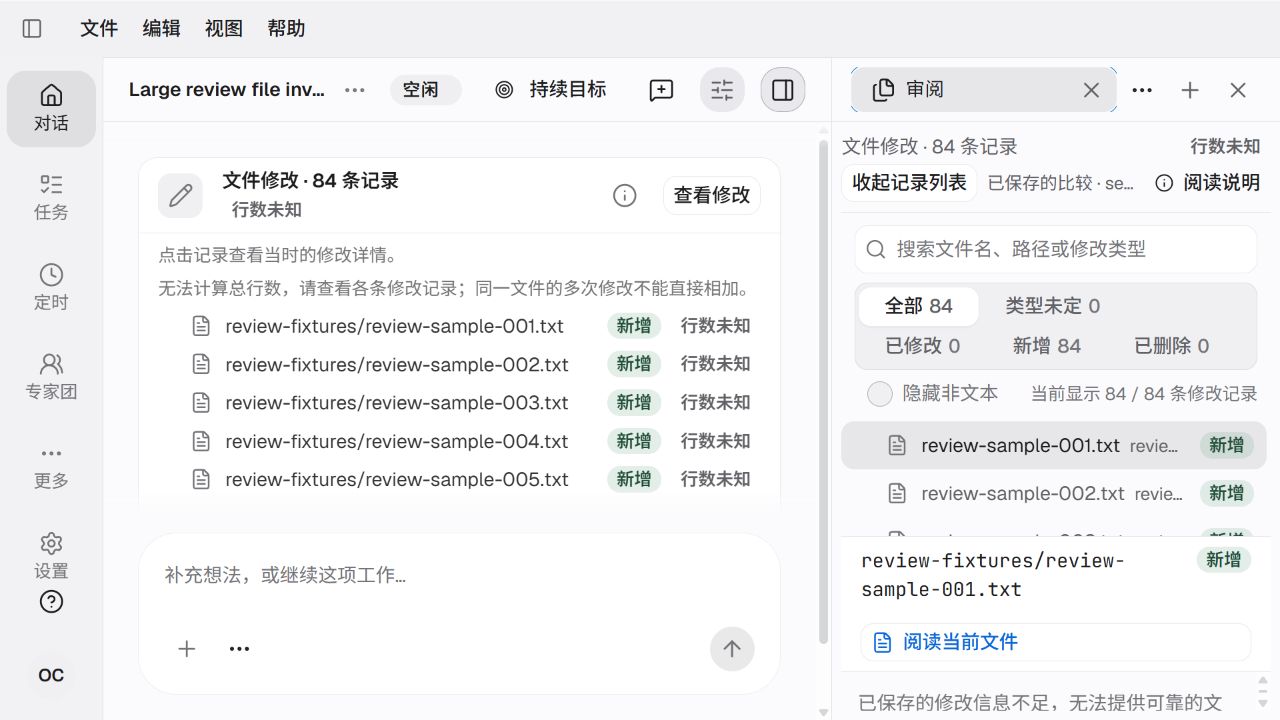 文件 编辑 视图 帮助
对话
任务
定时
专家团
更多
设置
OC
Large review file inv... 空闲 持续目标
文件修改 · 84 条记录
行数未知
查看修改
点击记录查看当时的修改详情。
无法计算总行数，请查看各条修改记录；同一文件的多次修改不能直接相加。
review-fixtures/review-sample-001.txt 新增 行数未知
review-fixtures/review-sample-002.txt 新增 行数未知
review-fixtures/review-sample-003.txt 新增 行数未知
review-fixtures/review-sample-004.txt 新增 行数未知
review-fixtures/review-sample-005.txt 新增 行数未知
补充想法，或继续这项工作...
审阅
文件修改 · 84 条记录 行数未知
收起记录列表 已保存的比较 · se... 阅读说明
搜索文件名、路径或修改类型
全部 84 类型未定 0
已修改 0 新增 84 已删除 0
隐藏非文本 当前显示 84 / 84 条修改记录
review-sample-001.txt revie... 新增
review-sample-002.txt revie... 新增
review-fixtures/review-
sample-001.txt
新增
阅读当前文件
已保存的修改信息不足，无法提供可靠的文